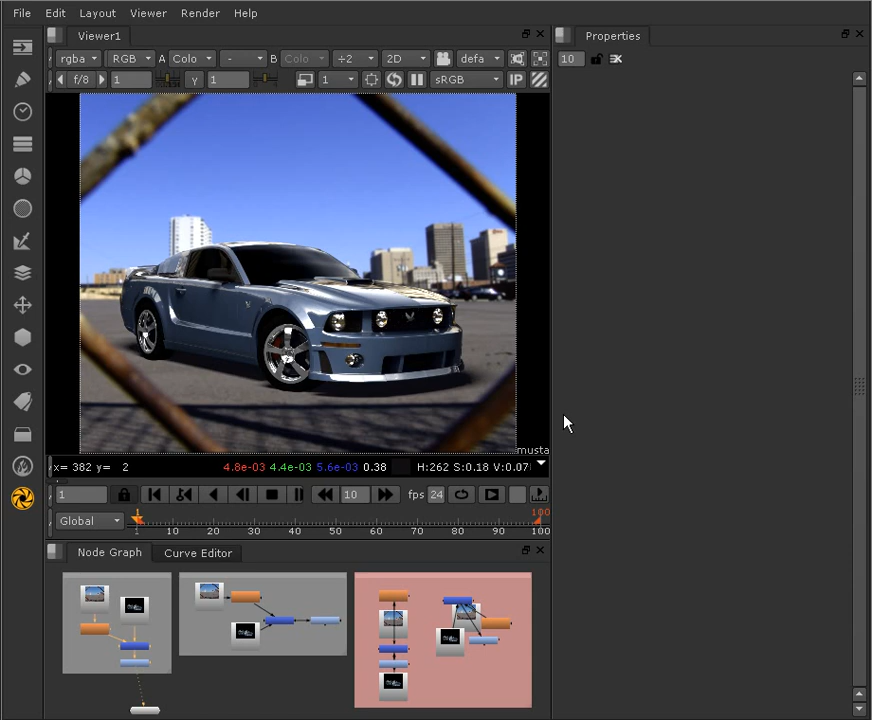 File Edit Layout Viewer Render Help
Viewer1
Properties
rgba RGB A Colo - B Colo ÷2 2D defa
10
f/8 1 γ 1 1 sRGB IP
musta
x= 382 y= 2 4.8e-03 4.4e-03 5.6e-03 0.38 H:262 S:0.18 V:0.07
1 10 fps 24
Global 1 1 10 20 30 40 50 60 70 80 90 100 100
Node Graph Curve Editor